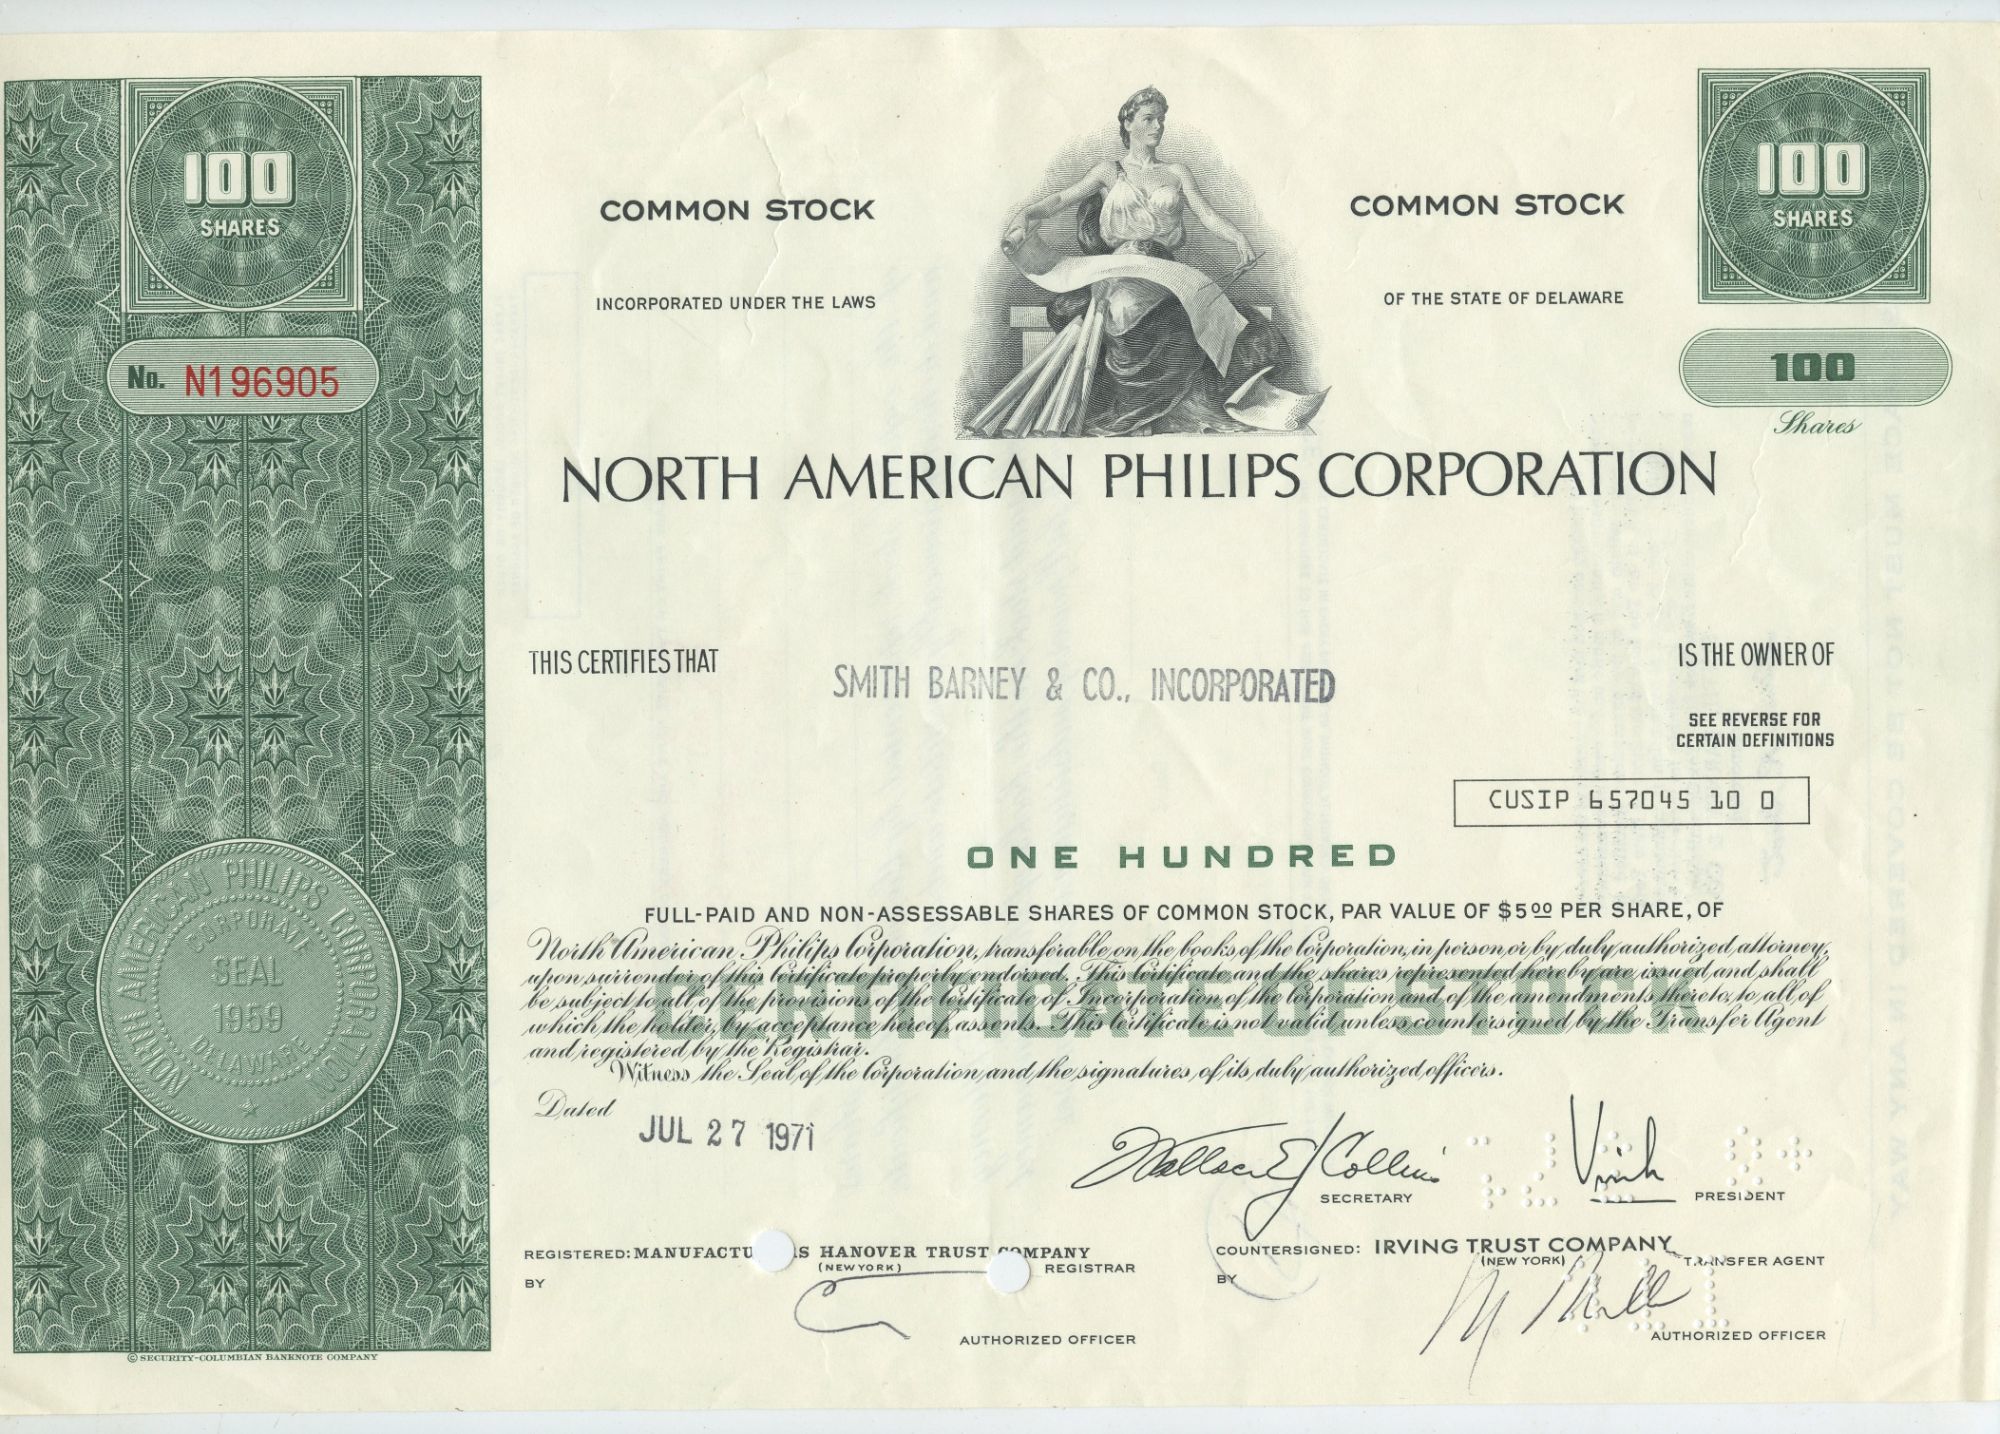 100
SHARES
100
SHARES
COMMON STOCK
COMMON STOCK
INCORPORATED UNDER THE LAWS
OF THE STATE OF DELAWARE
No. N196905
100
Shares
NORTH AMERICAN PHILIPS CORPORATION
THIS CERTIFIES THAT
SMITH BARNEY & CO., INCORPORATED
IS THE OWNER OF
SEE REVERSE FOR
CERTAIN DEFINITIONS
CUSIP 657045 10 0
ONE HUNDRED
FULL-PAID AND NON-ASSESSABLE SHARES OF COMMON STOCK, PAR VALUE OF $5.00 PER SHARE, OF
North American Philips Corporation, transferable on the books of the Corporation, in person or by duly authorized attorney,
upon surrender of this Certificate properly endorsed. This Certificate and the shares represented hereby are issued and shall
be subject to all of the provisions of the Certificate of Incorporation of the Corporation and of the amendments thereto, to all of
which the holder, by acceptance hereof, assents. This Certificate is not valid unless countersigned by the Transfer Agent
and registered by the Registrar.
CERTIFICATE OF STOCK
Witness the Seal of the Corporation and the signatures of its duly authorized officers.
NORTH AMERICAN PHILIPS CORPORATION
CORPORATE
SEAL
1959
DELAWARE
Dated JUL 27 1971
Wallace E Collins
SECRETARY
PRESIDENT
REGISTERED: MANUFACTU S HANOVER TRUST COMPANY
(NEW YORK)
REGISTRAR
BY
AUTHORIZED OFFICER
COUNTERSIGNED: IRVING TRUST COMPANY
(NEW YORK)
TRANSFER AGENT
BY
AUTHORIZED OFFICER
© SECURITY-COLUMBIAN BANKNOTE COMPANY